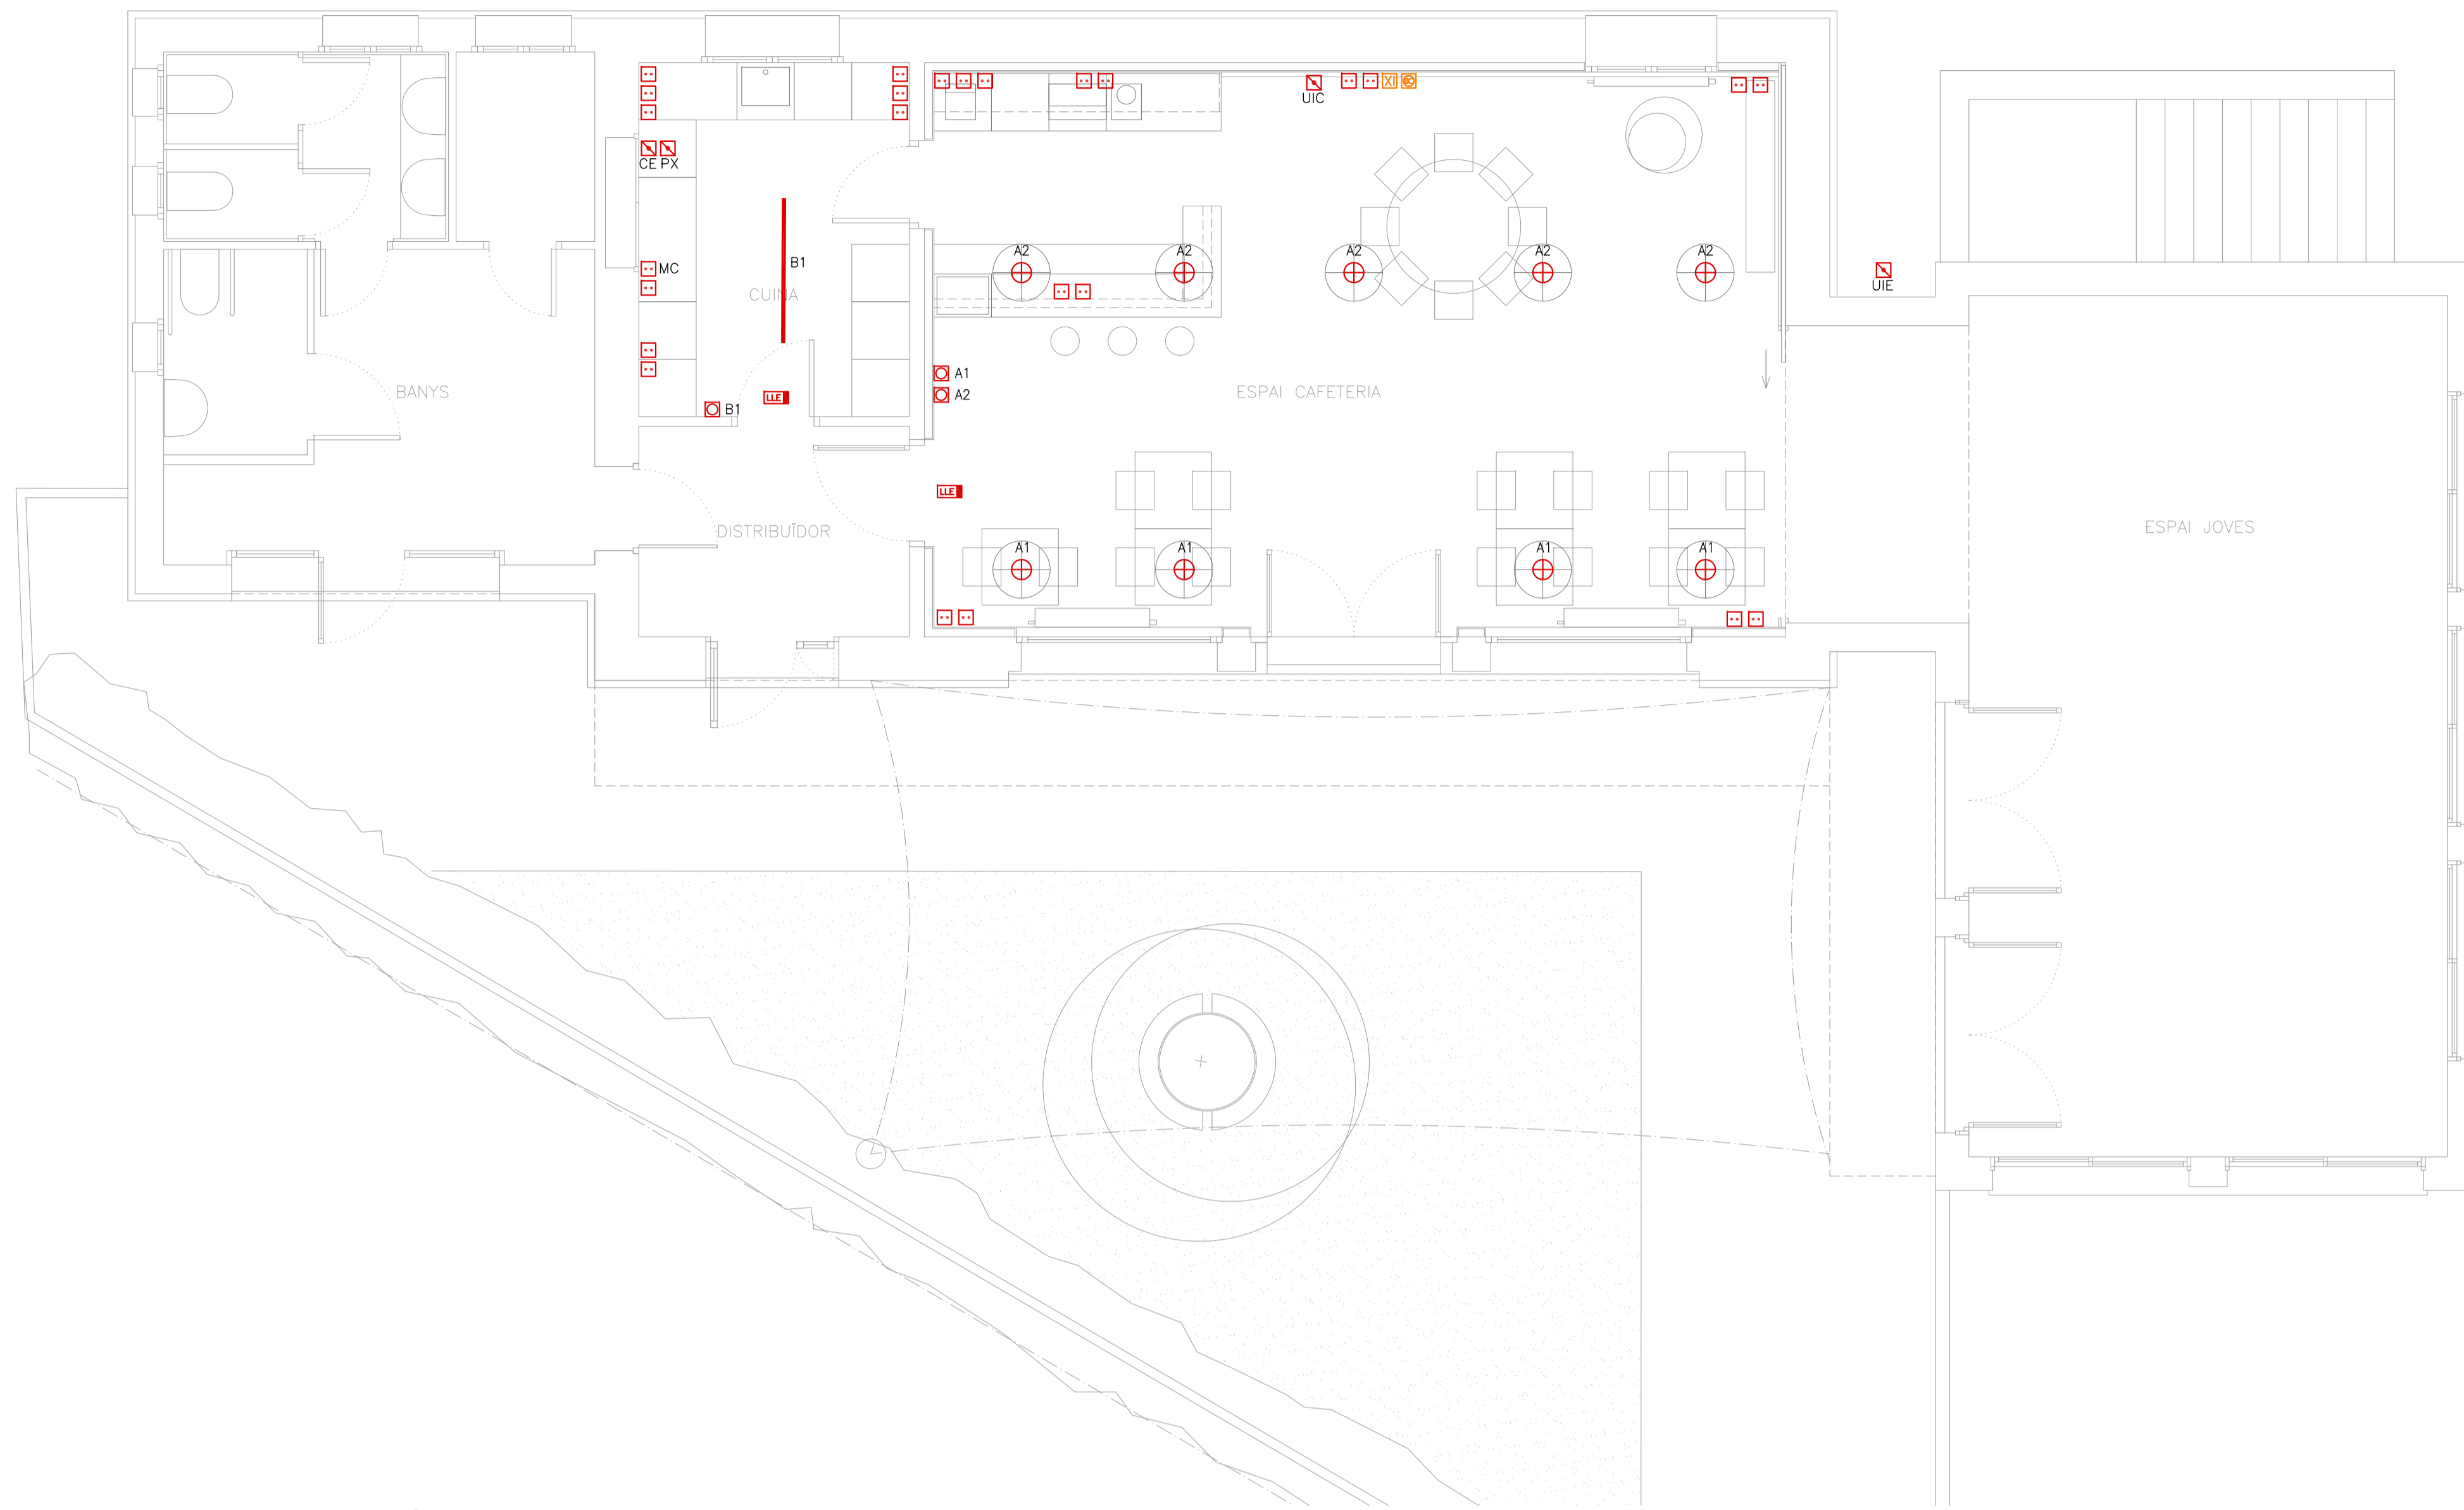 X1
UIC
CE PX
A2
A2
A2
A2
A2
B1
MC
UIE
CUINA
A1
BANYS
ESPAI CAFETERIA
A2
LLE
B1
LLE
DISTRIBUÏDOR
ESPAI JOVES
A1
A1
A1
A1